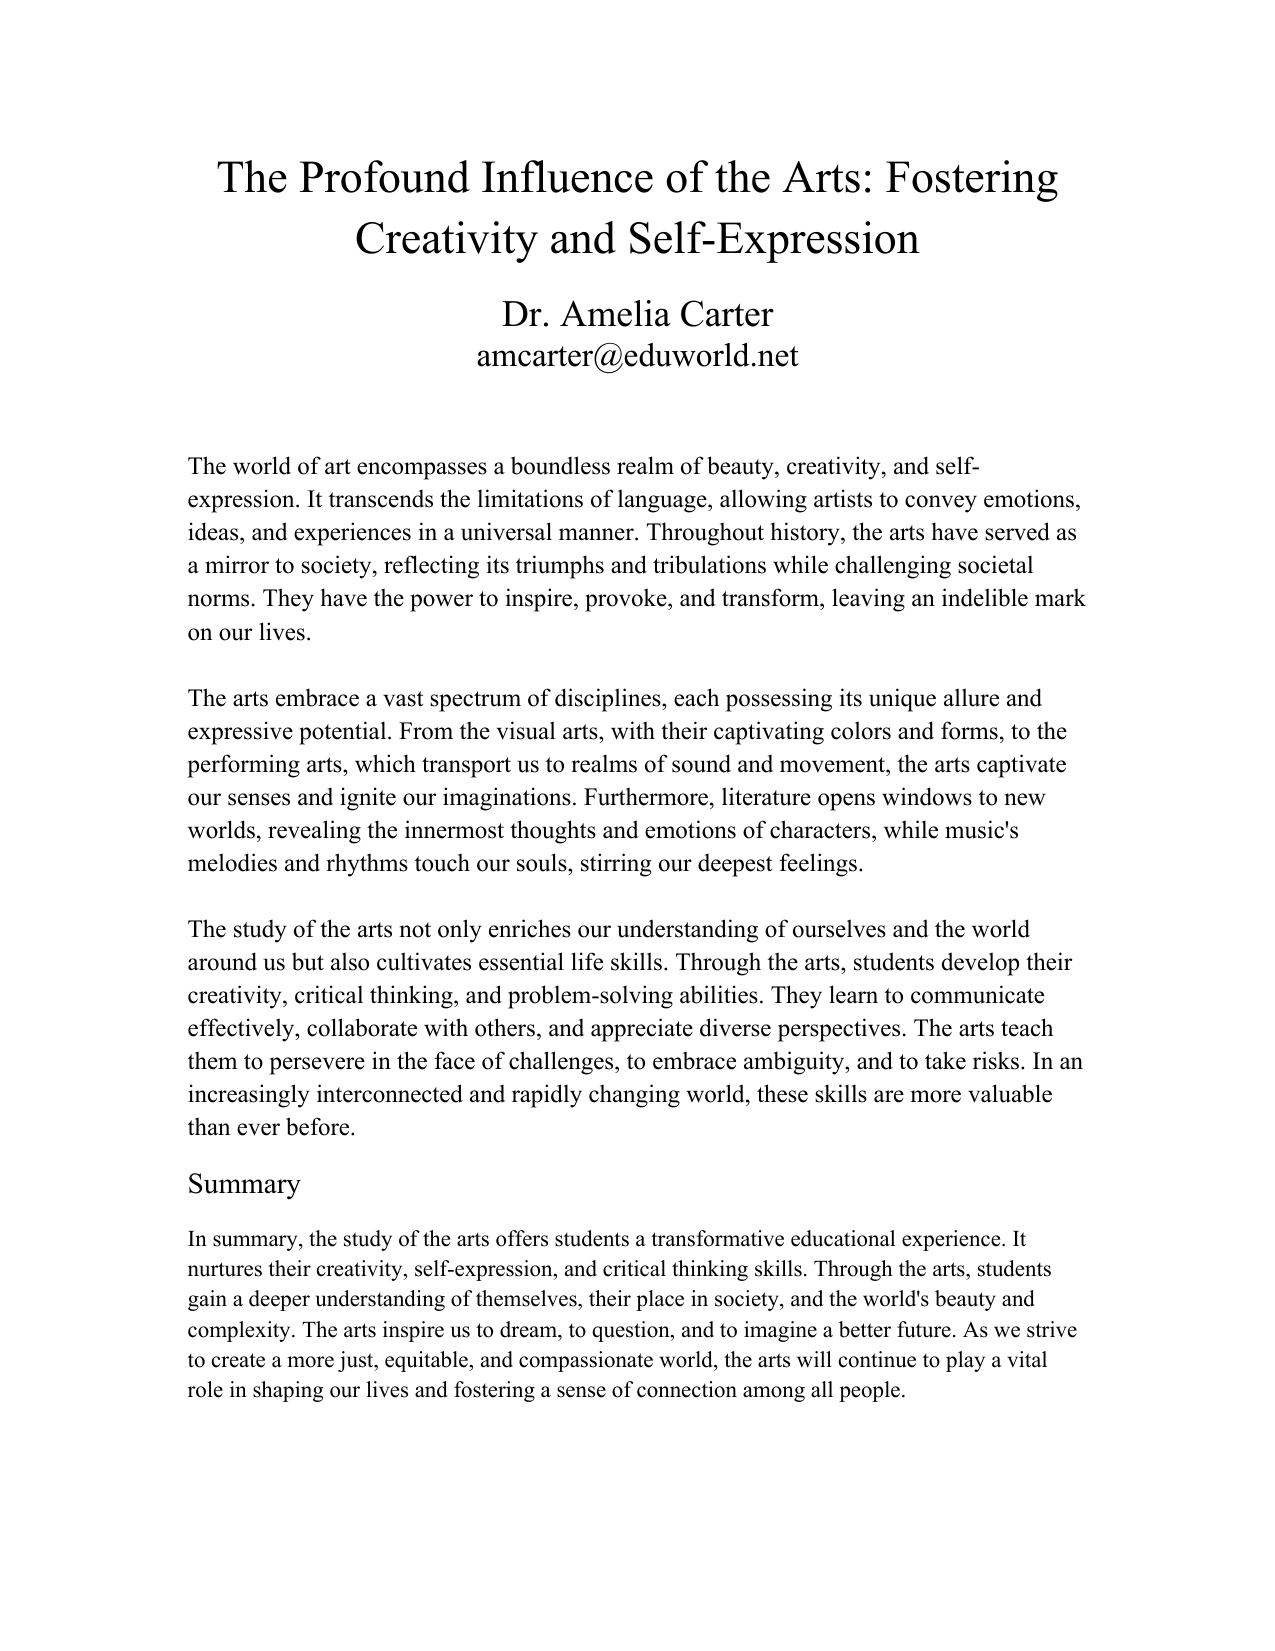 The Profound Influence of the Arts: Fostering
Creativity and Self-Expression
Dr. Amelia Carter
amcarter@eduworld.net
The world of art encompasses a boundless realm of beauty, creativity, and self-
expression. It transcends the limitations of language, allowing artists to convey emotions,
ideas, and experiences in a universal manner. Throughout history, the arts have served as
a mirror to society, reflecting its triumphs and tribulations while challenging societal
norms. They have the power to inspire, provoke, and transform, leaving an indelible mark
on our lives.
The arts embrace a vast spectrum of disciplines, each possessing its unique allure and
expressive potential. From the visual arts, with their captivating colors and forms, to the
performing arts, which transport us to realms of sound and movement, the arts captivate
our senses and ignite our imaginations. Furthermore, literature opens windows to new
worlds, revealing the innermost thoughts and emotions of characters, while music's
melodies and rhythms touch our souls, stirring our deepest feelings.
The study of the arts not only enriches our understanding of ourselves and the world
around us but also cultivates essential life skills. Through the arts, students develop their
creativity, critical thinking, and problem-solving abilities. They learn to communicate
effectively, collaborate with others, and appreciate diverse perspectives. The arts teach
them to persevere in the face of challenges, to embrace ambiguity, and to take risks. In an
increasingly interconnected and rapidly changing world, these skills are more valuable
than ever before.
Summary
In summary, the study of the arts offers students a transformative educational experience. It
nurtures their creativity, self-expression, and critical thinking skills. Through the arts, students
gain a deeper understanding of themselves, their place in society, and the world's beauty and
complexity. The arts inspire us to dream, to question, and to imagine a better future. As we strive
to create a more just, equitable, and compassionate world, the arts will continue to play a vital
role in shaping our lives and fostering a sense of connection among all people.